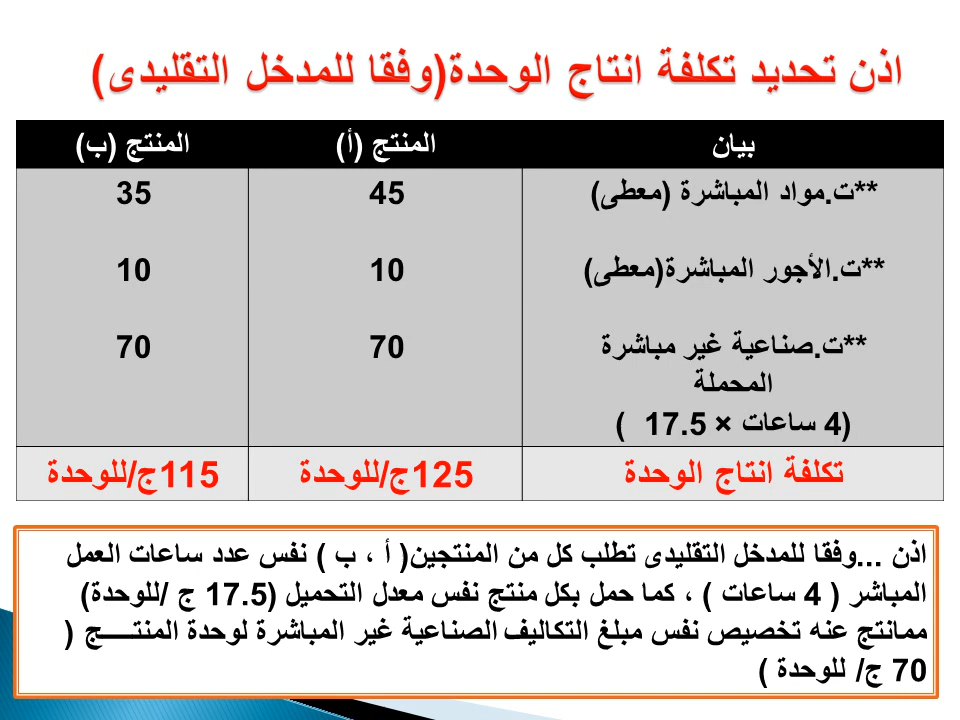 اذن تحديد تكلفة انتاج الوحدة(وفقا للمدخل التقليدى)
بيان المنتج (أ) المنتج (ب)
**ت.مواد المباشرة (معطى) 45 35
**ت.الأجور المباشرة(معطى) 10 10
**ت.صناعية غير مباشرة 70 70
المحملة
(4 ساعات × 17.5 )
تكلفة انتاج الوحدة 125ج/للوحدة 115ج/للوحدة
اذن ...وفقا للمدخل التقليدى تطلب كل من المنتجين( أ ، ب ) نفس عدد ساعات العمل
المباشر ( 4 ساعات ) ، كما حمل بكل منتج نفس معدل التحميل (17.5 ج /للوحدة)
ممانتج عنه تخصيص نفس مبلغ التكاليف الصناعية غير المباشرة لوحدة المنتـــــج (
70 ج/ للوحدة )